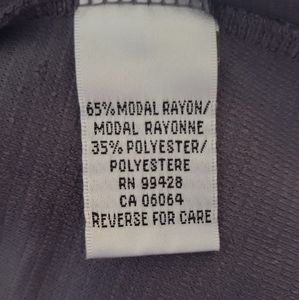 65% MODAL RAYON/
MODAL RAYONNE
35% POLYESTER/
POLYESTERE
RN 99428
CA 06064
REVERSE FOR CARE